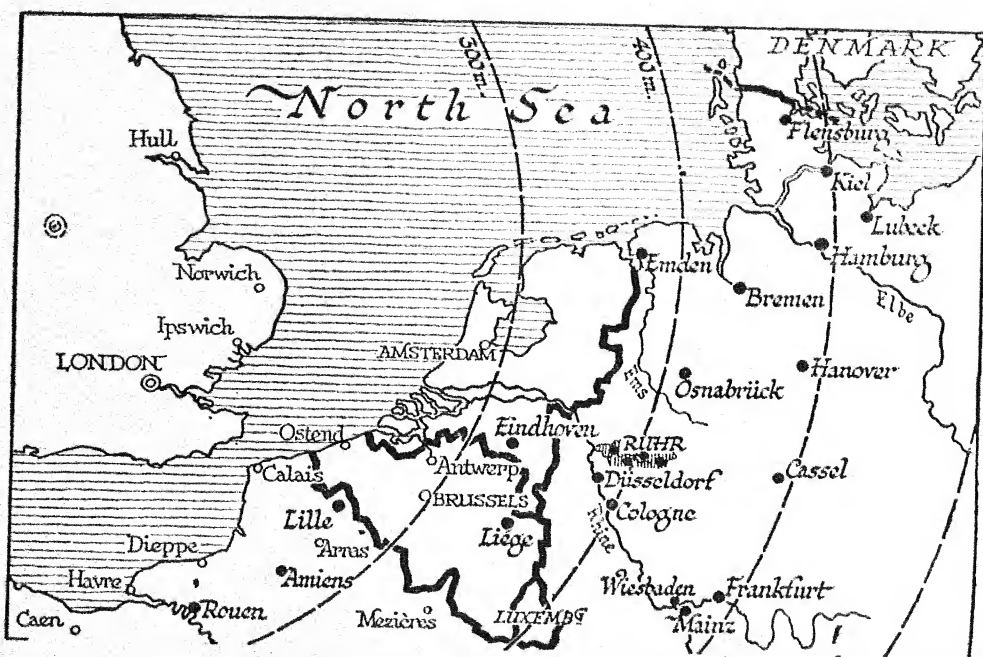 DENMARK
300 m.
400 m.
North Sea
Flensburg
Hull
Kiel
Lubeck
Hamburg
Emden
Norwich
Bremen
Elbe
Ipswich
AMSTERDAM
LONDON
Ems
Osnabrück
Hanover
Ostend
Eindhoven
RUHR
Calais
Antwerp
Düsseldorf
Cassel
BRUSSELS
Lille
Liége
Cologne
Rhine
Dieppe
Arras
Havre
Amiens
Wiesbaden
Frankfurt
Rouen
Mezières
LUXEMBG
Mainz
Caen